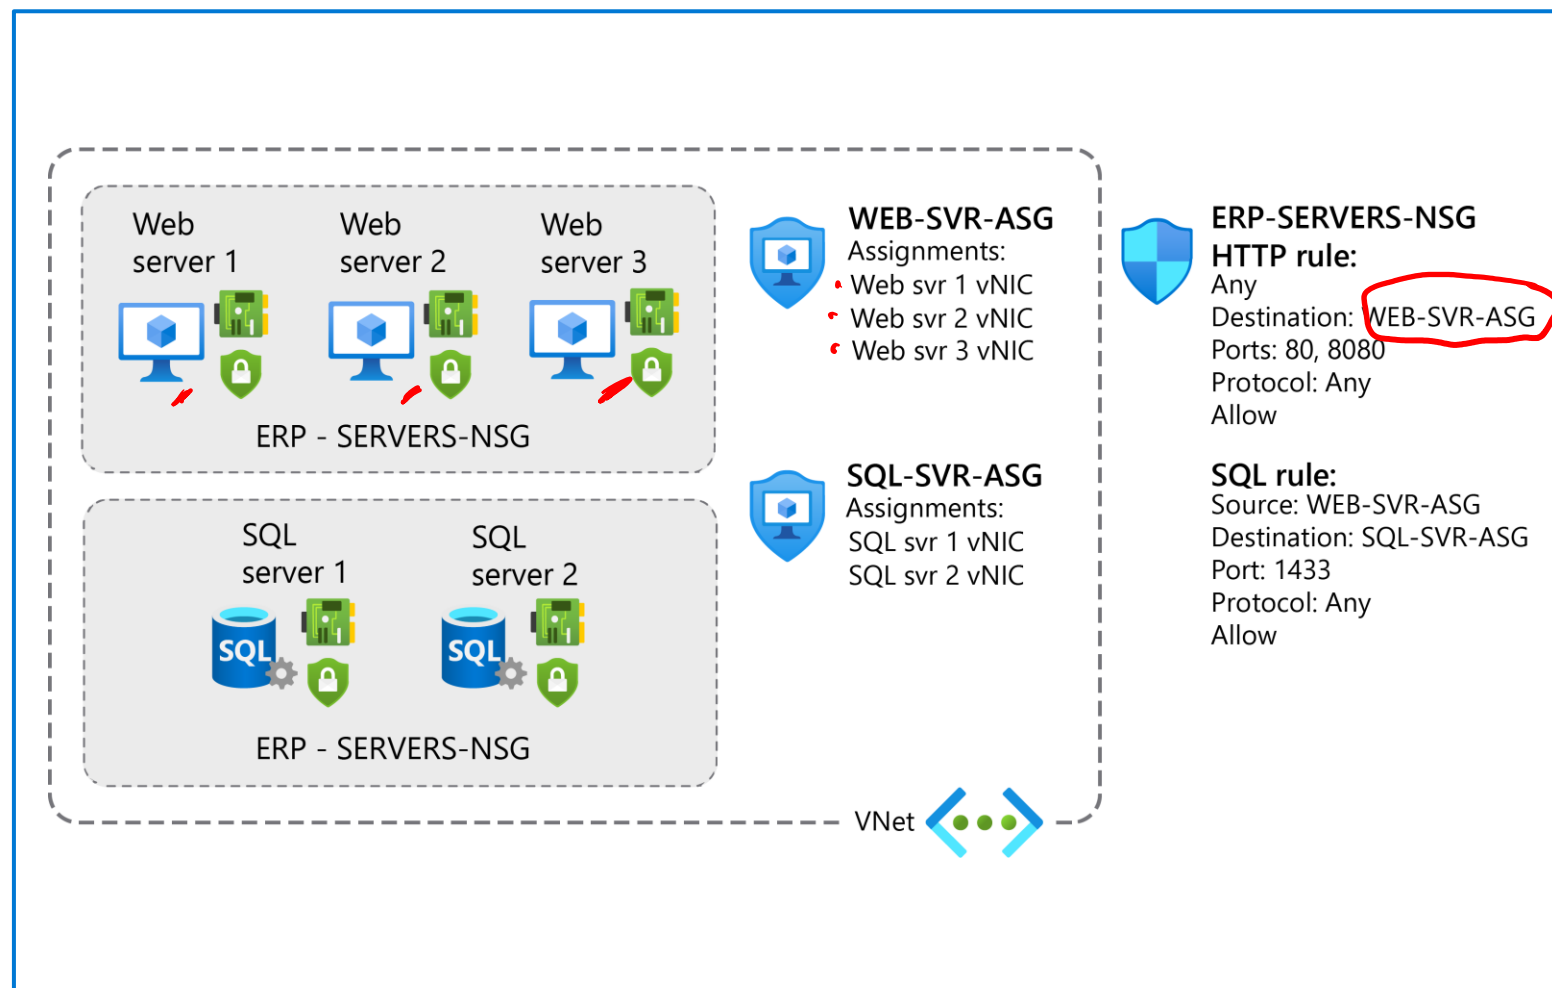 Web
server 1
Web
server 2
Web
server 3
ERP - SERVERS-NSG
SQL
server 1
SQL
server 2
SQL
SQL
ERP - SERVERS-NSG
WEB-SVR-ASG
Assignments:
Web svr 1 vNIC
Web svr 2 vNIC
Web svr 3 vNIC
SQL-SVR-ASG
Assignments:
SQL svr 1 vNIC
SQL svr 2 vNIC
VNet
ERP-SERVERS-NSG
HTTP rule:
Any
Destination: WEB-SVR-ASG
Ports: 80, 8080
Protocol: Any
Allow
SQL rule:
Source: WEB-SVR-ASG
Destination: SQL-SVR-ASG
Port: 1433
Protocol: Any
Allow